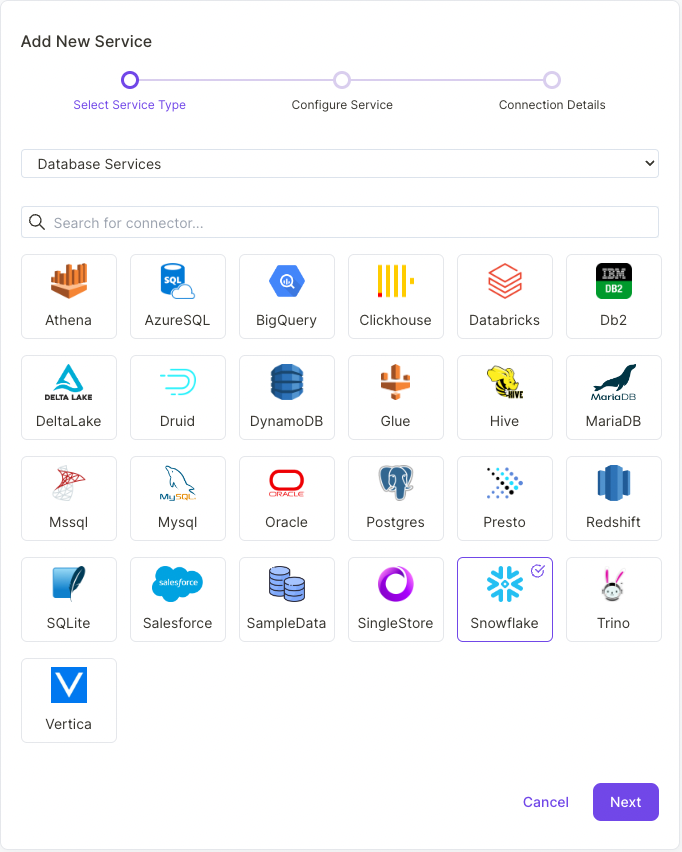 Add New Service
Select Service Type Configure Service Connection Details
Database Services
Search for connector...
SQL IBM DB2
Athena AzureSQL BigQuery Clickhouse Databricks Db2
DELTA LAKE HIVE MariaDB
DeltaLake Druid DynamoDB Glue Hive MariaDB
MySQL ORACLE
Mssql Mysql Oracle Postgres Presto Redshift
salesforce
SQLite Salesforce SampleData SingleStore Snowflake Trino
V
Vertica
Cancel Next